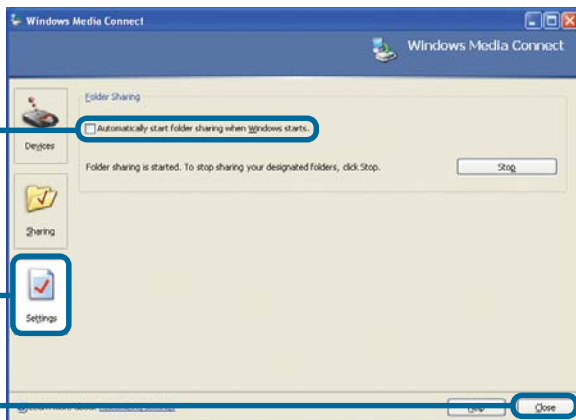 Windows Media Connect
Windows Media Connect
Folder Sharing
Automatically start folder sharing when Windows starts.
Devices
Folder sharing is started. To stop sharing your designated folders, click Stop.
Stop
Sharing
Settings
Close